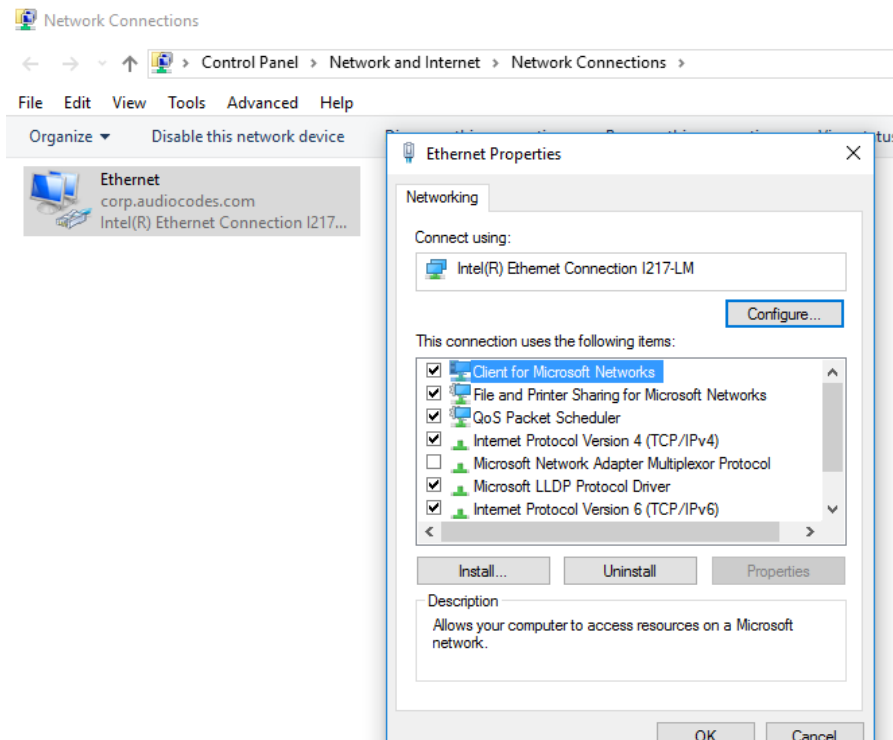 Network Connections
Control Panel > Network and Internet > Network Connections >
File Edit View Tools Advanced Help
Organize Disable this network device
Ethernet
corp.audiocodes.com
Intel(R) Ethernet Connection I217...
Ethernet Properties
Networking
Connect using:
Intel(R) Ethernet Connection I217-LM
Configure...
This connection uses the following items:
Client for Microsoft Networks
File and Printer Sharing for Microsoft Networks
QoS Packet Scheduler
Internet Protocol Version 4 (TCP/IPv4)
Microsoft Network Adapter Multiplexor Protocol
Microsoft LLDP Protocol Driver
Internet Protocol Version 6 (TCP/IPv6)
Install... Uninstall Properties
Description
Allows your computer to access resources on a Microsoft
network.
OK Cancel